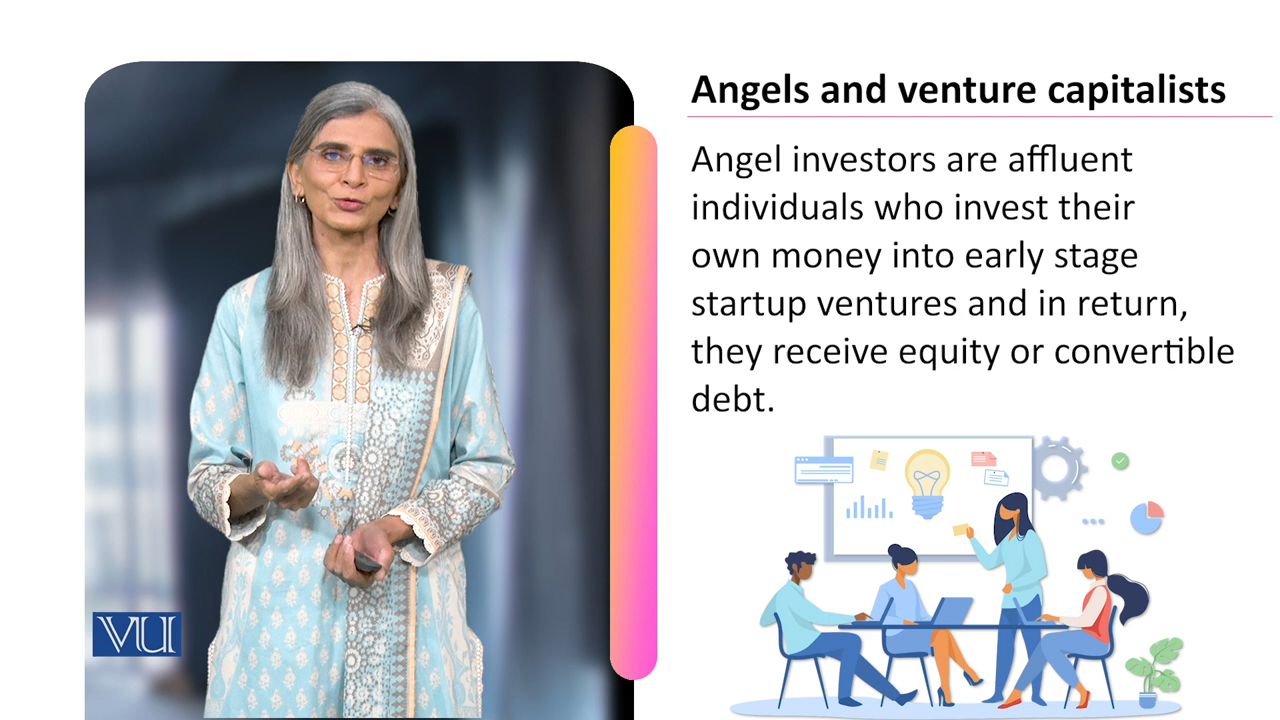 Angels and venture capitalists
Angel investors are affluent
individuals who invest their
own money into early stage
startup ventures and in return,
they receive equity or convertible
debt.
VU